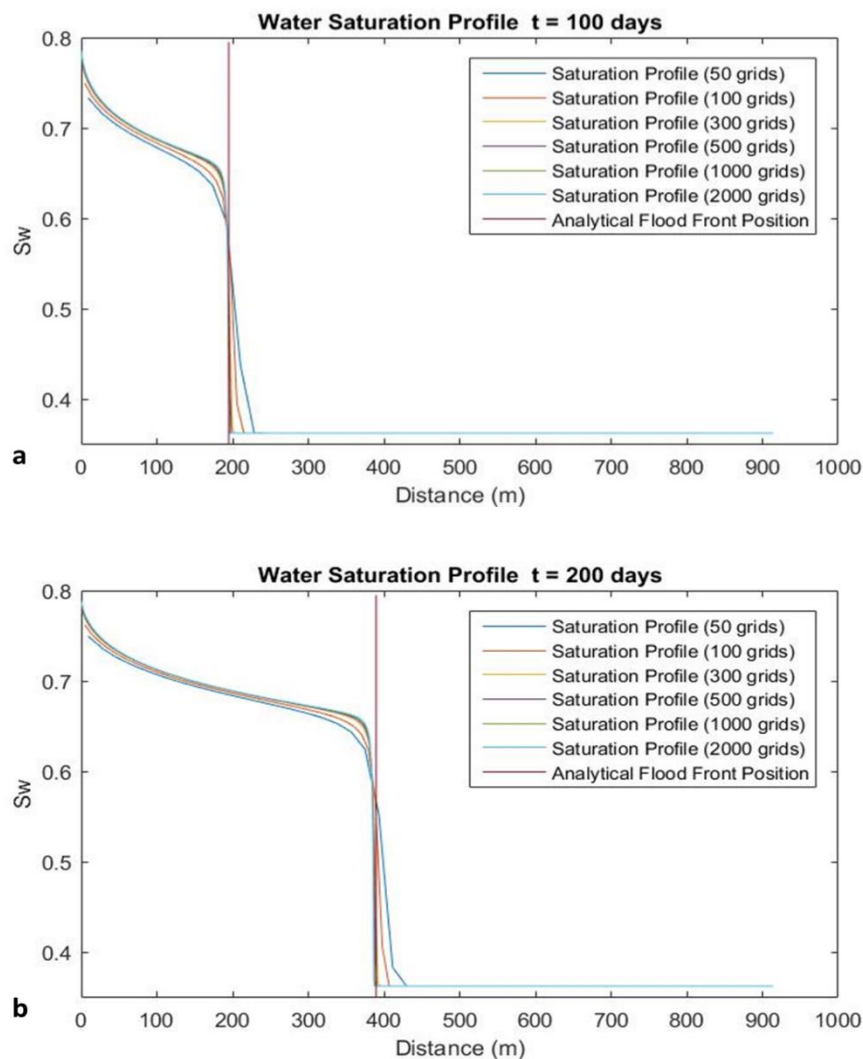 Water Saturation Profile t = 100 days
0.8
0.7
0.6
0.5
0.4
Sw
Saturation Profile (50 grids)
Saturation Profile (100 grids)
Saturation Profile (300 grids)
Saturation Profile (500 grids)
Saturation Profile (1000 grids)
Saturation Profile (2000 grids)
Analytical Flood Front Position
a
0 100 200 300 400 500 600 700 800 900 1000
Distance (m)
Water Saturation Profile t = 200 days
0.8
0.7
0.6
0.5
0.4
Sw
Saturation Profile (50 grids)
Saturation Profile (100 grids)
Saturation Profile (300 grids)
Saturation Profile (500 grids)
Saturation Profile (1000 grids)
Saturation Profile (2000 grids)
Analytical Flood Front Position
b
0 100 200 300 400 500 600 700 800 900 1000
Distance (m)